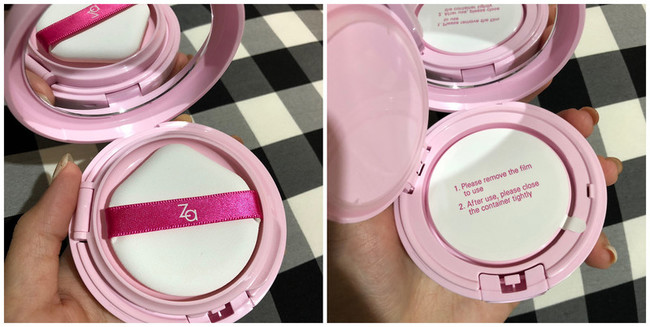 Za
1. Please remove the film
to use
2. After use, please close
the container tightly